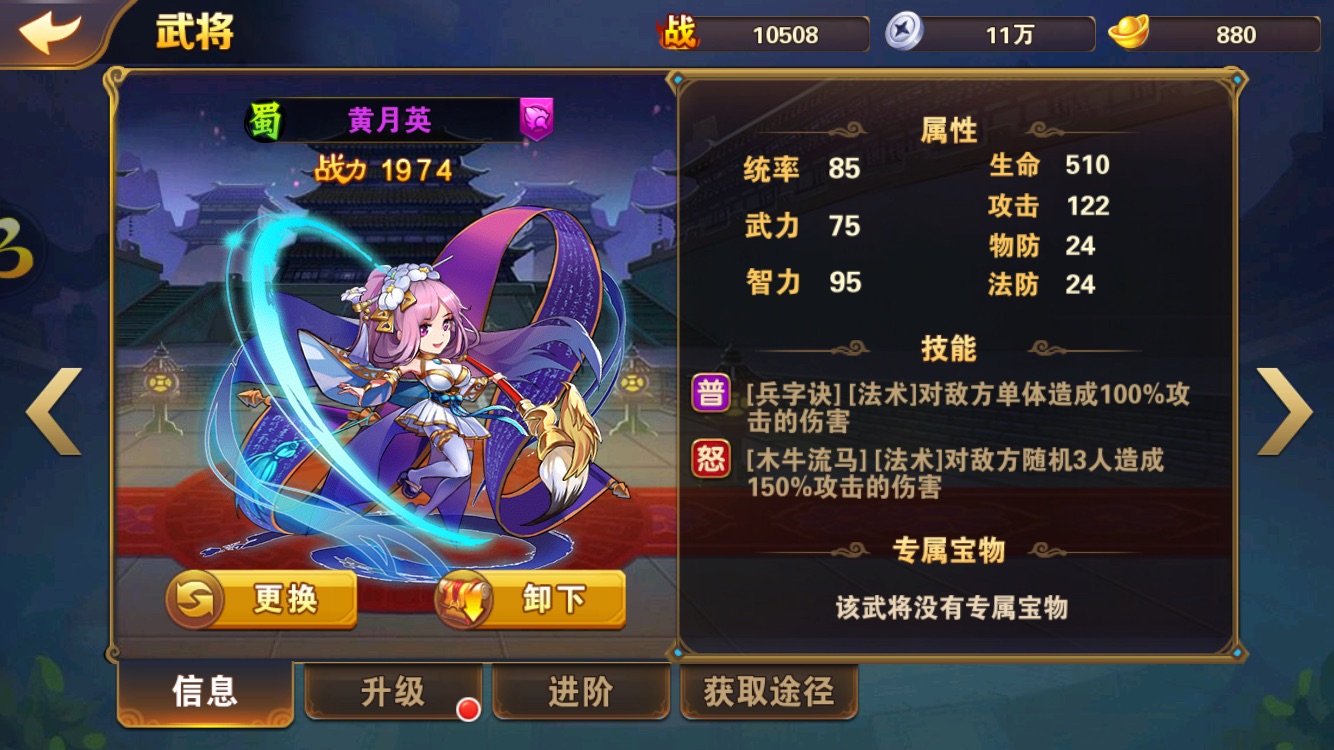 武将
战 10508
11万
880
蜀 黄月英
战力 1974
属性
统率 85
武力 75
智力 95
生命 510
攻击 122
物防 24
法防 24
技能
普 [兵字诀] [法术]对敌方单体造成100%攻
击的伤害
怒 [木牛流马] [法术]对敌方随机3人造成
150%攻击的伤害
专属宝物
该武将没有专属宝物
更换
卸下
信息
升级
进阶
获取途径